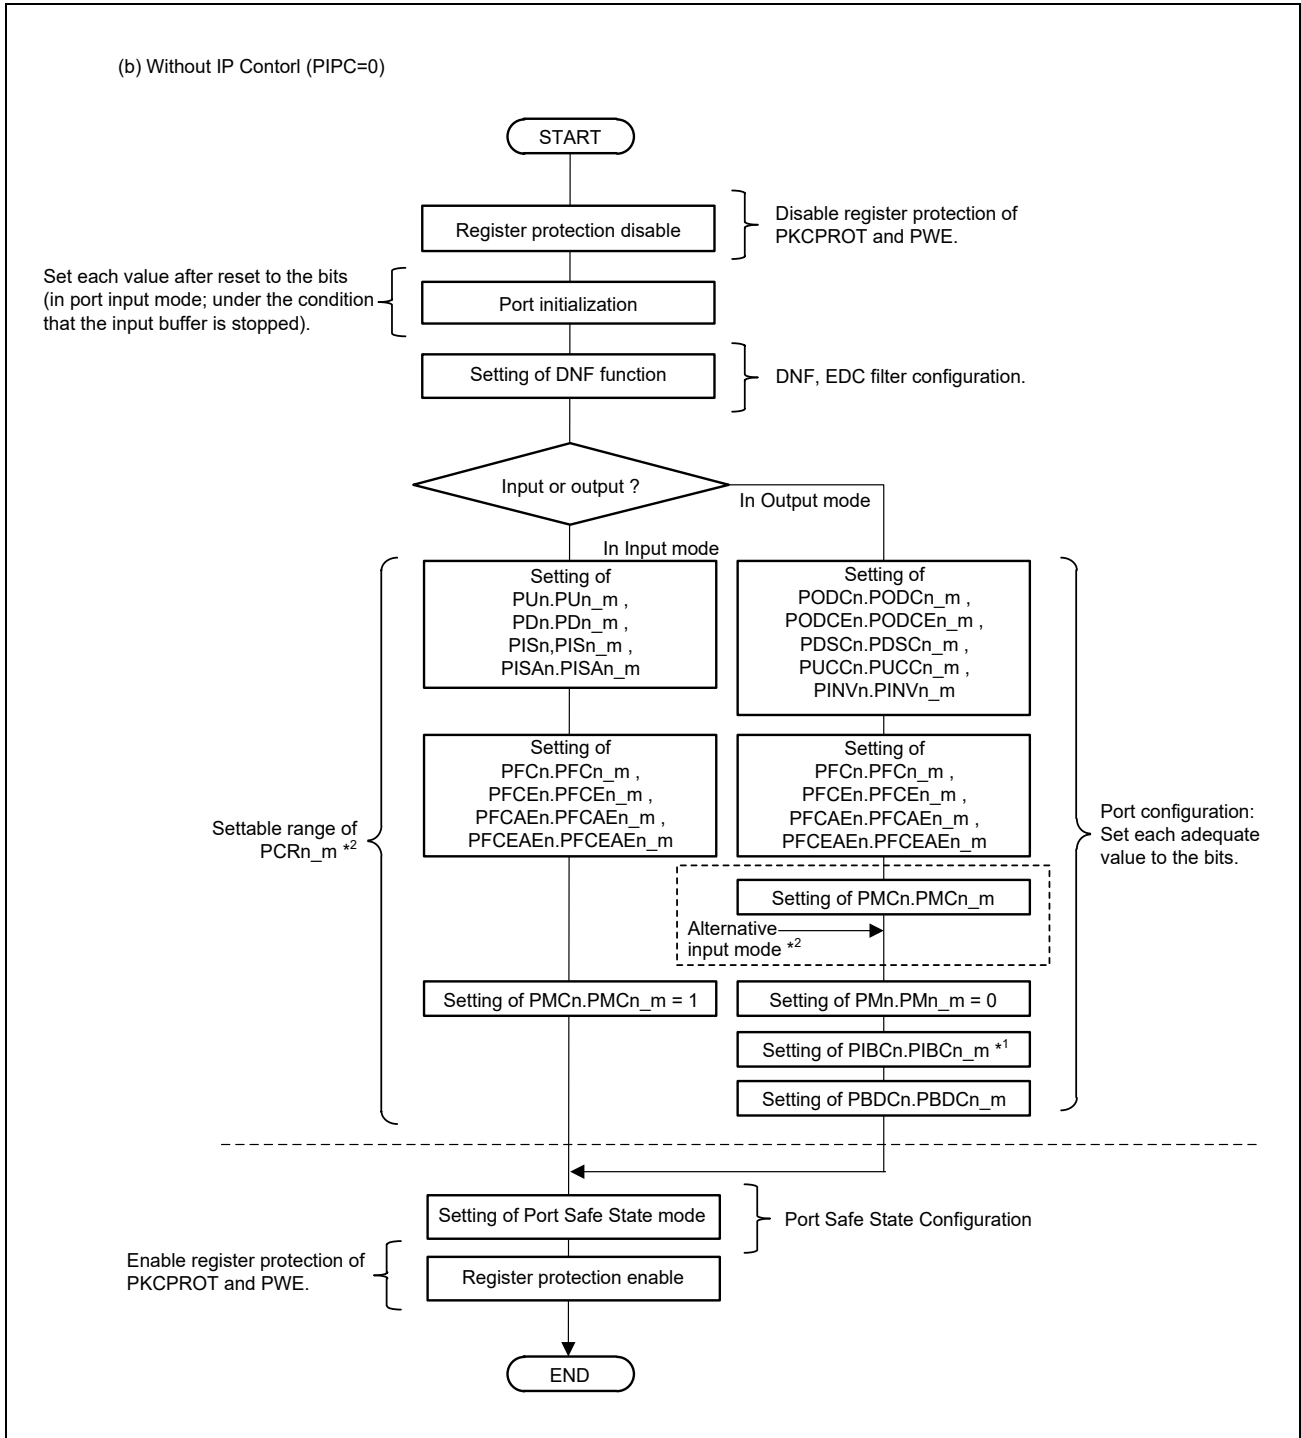 (b) Without IP Contorl (PIPC=0)
START
Register protection disable
Disable register protection of
PKCPROT and PWE.
Set each value after reset to the bits
(in port input mode; under the condition
that the input buffer is stopped).
Port initialization
Setting of DNF function
DNF, EDC filter configuration.
Input or output ?
In Output mode
In Input mode
Setting of
PUn.PUn_m ,
PDn.PDn_m ,
PISn,PISn_m ,
PISAn.PISAn_m
Setting of
PODCn.PODCn_m ,
PODCEn.PODCEn_m ,
PDSCn.PDSCn_m ,
PUCCn.PUCCn_m ,
PINVn.PINVn_m
Setting of
PFCn.PFCn_m ,
PFCEn.PFCEn_m ,
PFCAEn.PFCAEn_m ,
PFCEAEn.PFCEAEn_m
Setting of
PFCn.PFCn_m ,
PFCEn.PFCEn_m ,
PFCAEn.PFCAEn_m ,
PFCEAEn.PFCEAEn_m
Settable range of
PCRn_m *2
Port configuration:
Set each adequate
value to the bits.
Setting of PMCn.PMCn_m
Alternative
input mode *2
Setting of PMCn.PMCn_m = 1
Setting of PMn.PMn_m = 0
Setting of PIBCn.PIBCn_m *1
Setting of PBDCn.PBDCn_m
Setting of Port Safe State mode
Port Safe State Configuration
Enable register protection of
PKCPROT and PWE.
Register protection enable
END